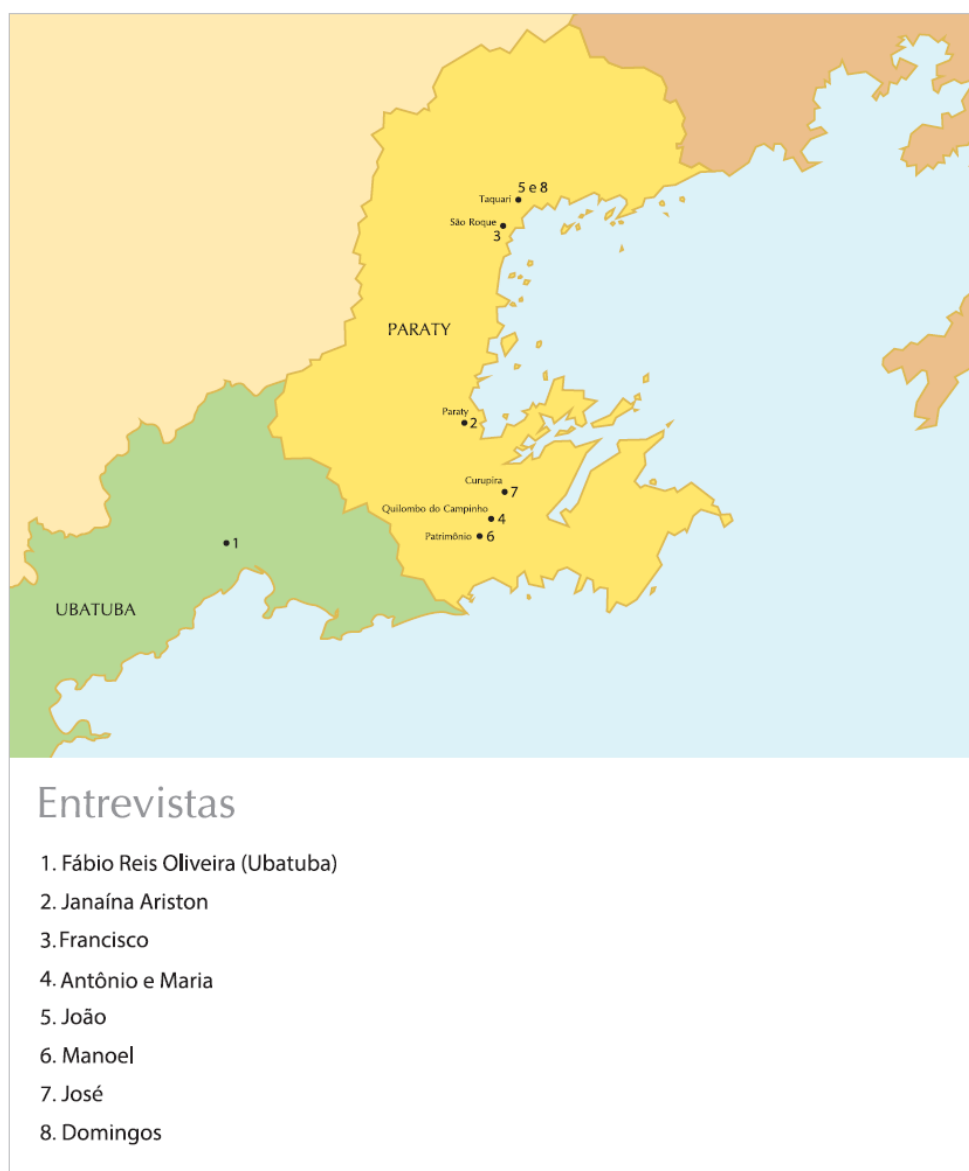 5 e 8
Taquari
São Roque
3
PARATY
Paraty
2
Curupira
7
Quilombo do Campinho
4
Patrimônio
6
1
UBATUBA
Entrevistas
1. Fábio Reis Oliveira (Ubatuba)
2. Janaína Ariston
3. Francisco
4. Antônio e Maria
5. João
6. Manoel
7. José
8. Domingos